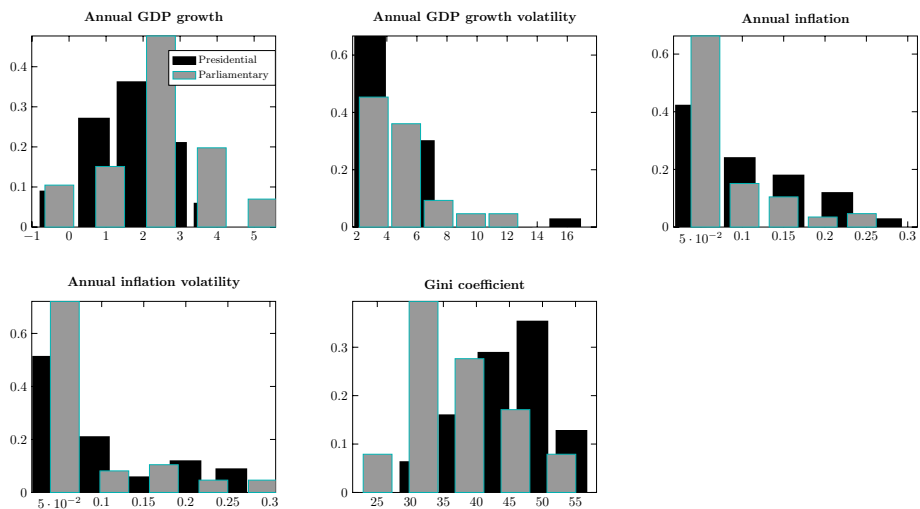 Annual GDP growth
Annual GDP growth volatility
Annual inflation
0.4
0.3
0.2
0.1
0
−1 0 1 2 3 4 5
Presidential
Parliamentary
0.6
0.4
0.2
0
2 4 6 8 10 12 14 16
0.6
0.4
0.2
0
5 · 10⁻² 0.1 0.15 0.2 0.25 0.3
Annual inflation volatility
Gini coefficient
0.6
0.4
0.2
0
5 · 10⁻² 0.1 0.15 0.2 0.25 0.3
0.3
0.2
0.1
0
25 30 35 40 45 50 55